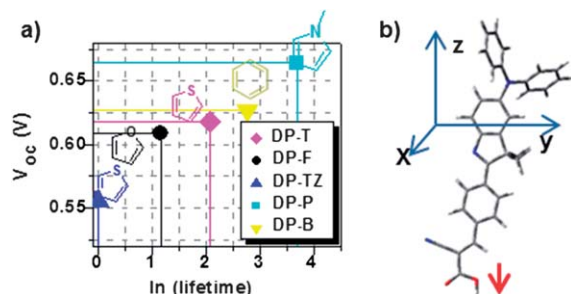 a)
b)
N
S
S
O
S
0.65
0.60
0.55
V_oc (V)
DP-T
DP-F
DP-TZ
DP-P
DP-B
0
1
2
3
4
ln (lifetime)
z
y
X